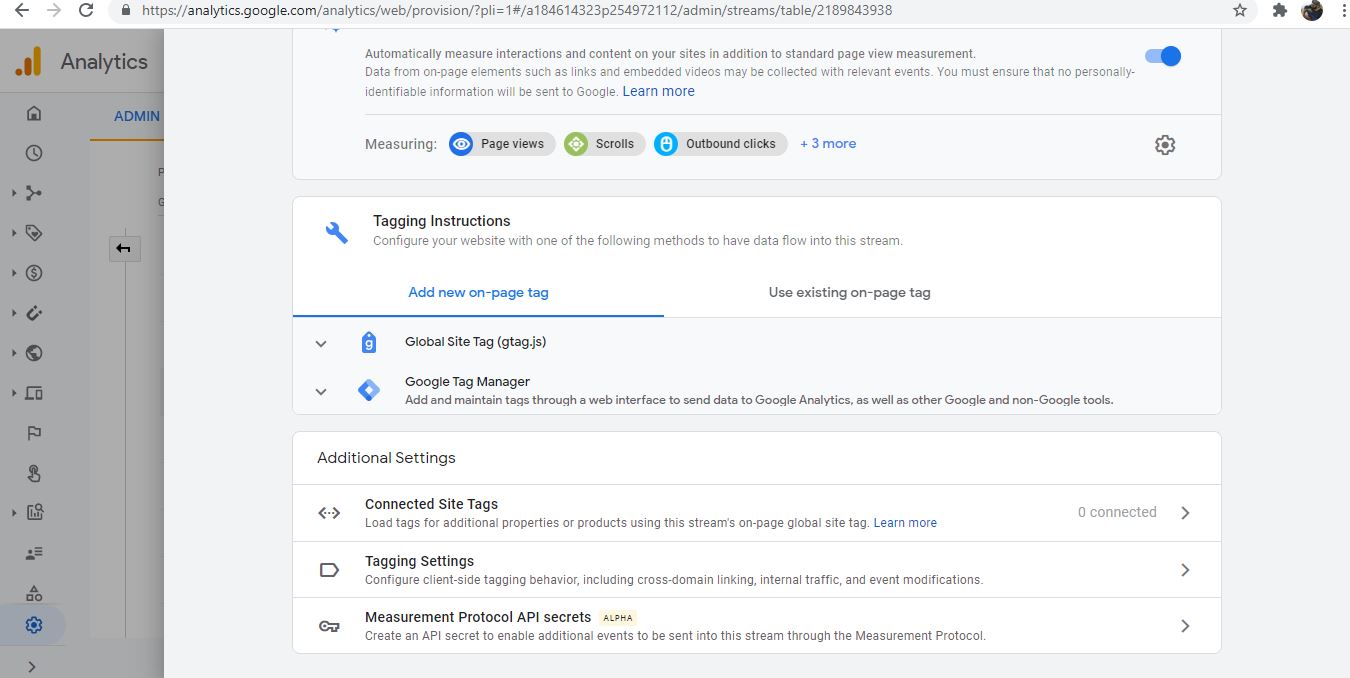 https://analytics.google.com/analytics/web/provision/?pli=1#/a184614323p254972112/admin/streams/table/2189843938
Analytics
ADMIN
Automatically measure interactions and content on your sites in addition to standard page view measurement.
Data from on-page elements such as links and embedded videos may be collected with relevant events. You must ensure that no personally-
identifiable information will be sent to Google. Learn more
Measuring: Page views Scrolls Outbound clicks + 3 more
P
G
Tagging Instructions
Configure your website with one of the following methods to have data flow into this stream.
Add new on-page tag Use existing on-page tag
g Global Site Tag (gtag.js)
Google Tag Manager
Add and maintain tags through a web interface to send data to Google Analytics, as well as other Google and non-Google tools.
Additional Settings
Connected Site Tags
Load tags for additional properties or products using this stream's on-page global site tag. Learn more
0 connected
Tagging Settings
Configure client-side tagging behavior, including cross-domain linking, internal traffic, and event modifications.
Measurement Protocol API secrets ALPHA
Create an API secret to enable additional events to be sent into this stream through the Measurement Protocol.